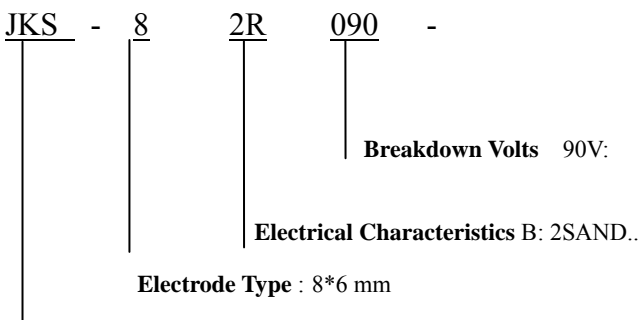 JKS - 8 2R 090 -
Breakdown Volts 90V:
Electrical Characteristics B: 2SAND..
Electrode Type : 8*6 mm